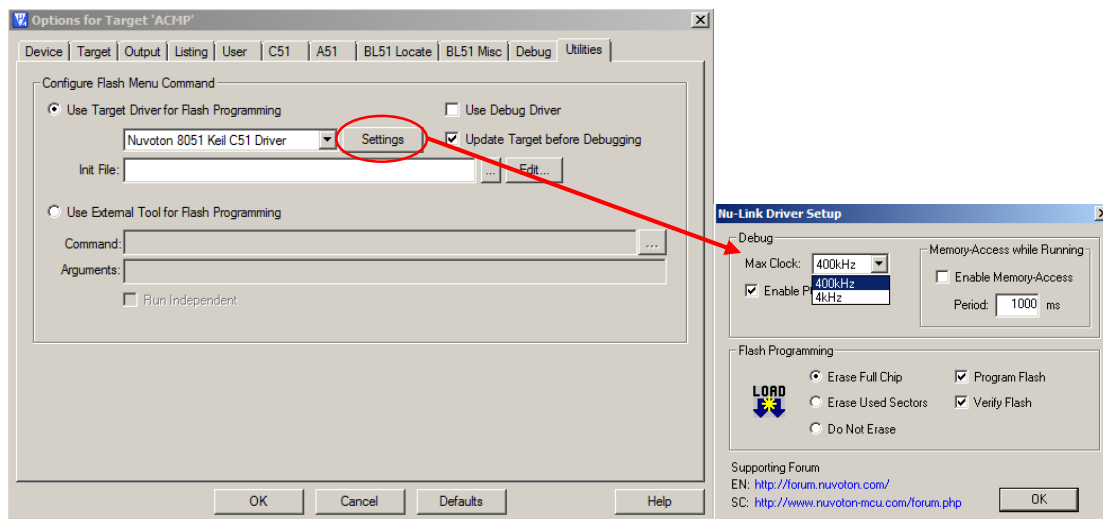 Options for Target 'ACMP'
Device Target Output Listing User C51 A51 BL51 Locate BL51 Misc Debug Utilities
Configure Flash Menu Command
Use Target Driver for Flash Programming
Use Debug Driver
Nuvoton 8051 Keil C51 Driver
Settings
Update Target before Debugging
Init File:
...
Edit...
Use External Tool for Flash Programming
Command:
...
Arguments:
Run Independent
OK Cancel Defaults Help
Nu-Link Driver Setup
Debug
Max Clock: 400kHz
400kHz
4kHz
Enable
Memory-Access while Running
Enable Memory-Access
Period: 1000 ms
Flash Programming
LOAD
Erase Full Chip
Erase Used Sectors
Do Not Erase
Program Flash
Verify Flash
Supporting Forum
EN: http://forum.nuvoton.com/
SC: http://www.nuvoton-mcu.com/forum.php
OK